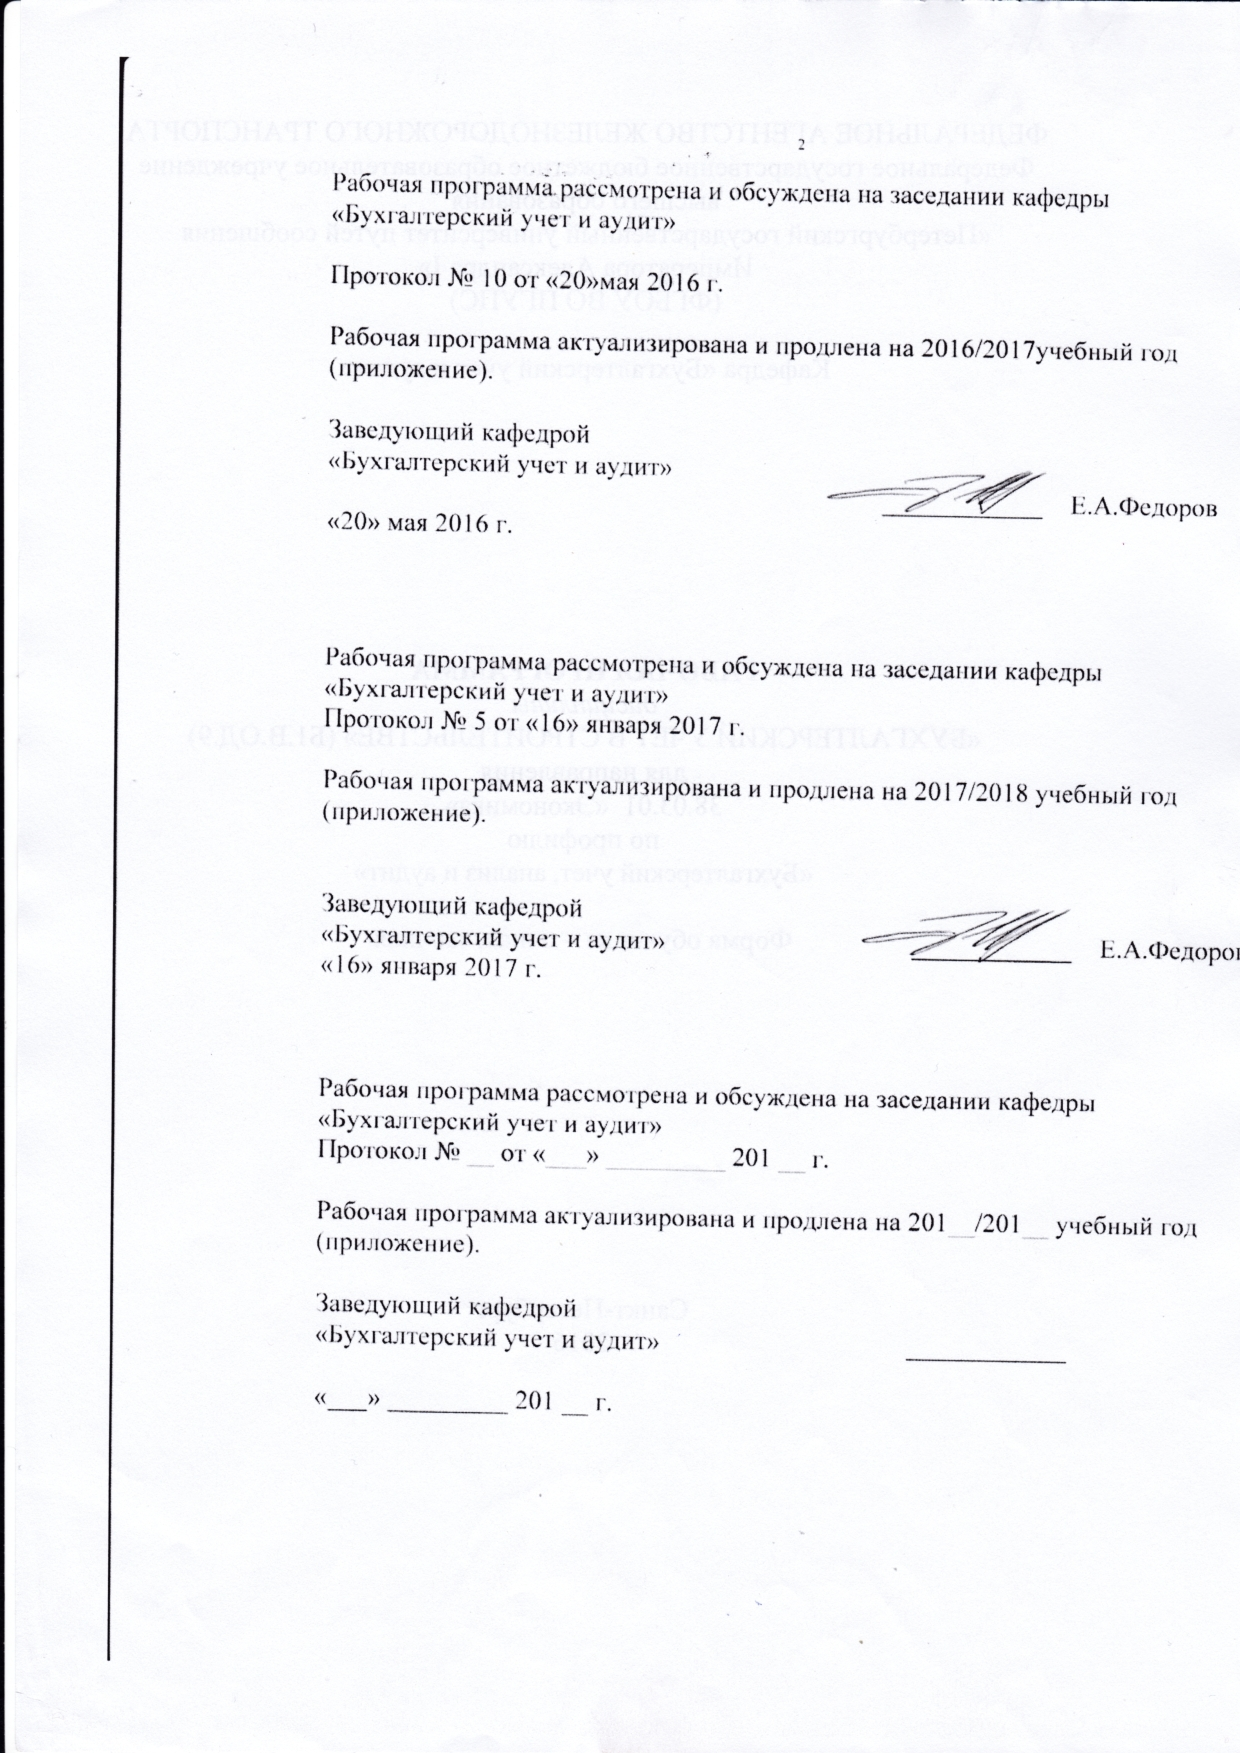 2
Рабочая программа рассмотрена и обсуждена на заседании кафедры
«Бухгалтерский учет и аудит»
Протокол № 10 от «20»мая 2016 г.
Рабочая программа актуализирована и продлена на 2016/2017учебный год
(приложение).
Заведующий кафедрой
«Бухгалтерский учет и аудит»
____________ Е.А.Федоров
«20» мая 2016 г.
Рабочая программа рассмотрена и обсуждена на заседании кафедры
«Бухгалтерский учет и аудит»
Протокол № 5 от «16» января 2017 г.
Рабочая программа актуализирована и продлена на 2017/2018 учебный год
(приложение).
Заведующий кафедрой
«Бухгалтерский учет и аудит»
____________ Е.А.Федоров
«16» января 2017 г.
Рабочая программа рассмотрена и обсуждена на заседании кафедры
«Бухгалтерский учет и аудит»
Протокол № __ от «___» _________ 201 __ г.
Рабочая программа актуализирована и продлена на 201__/201__ учебный год
(приложение).
Заведующий кафедрой
«Бухгалтерский учет и аудит»
____________
«___» _________ 201 __ г.